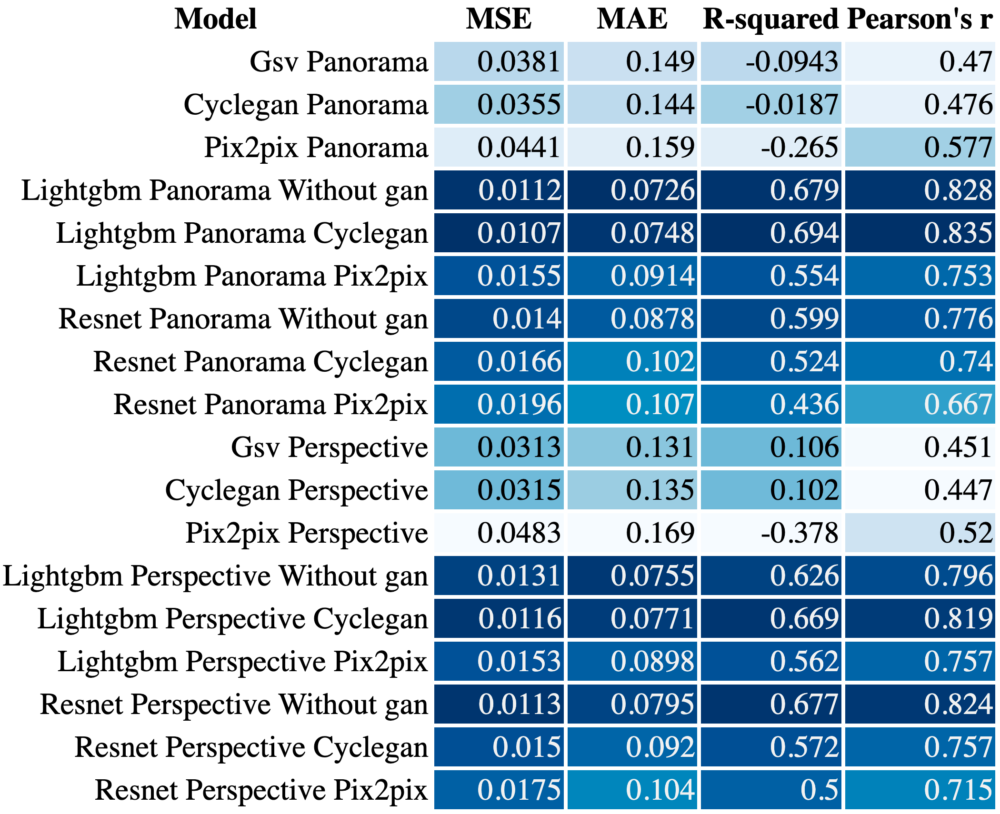 Model MSE MAE R-squared Pearson's r
Gsv Panorama 0.0381 0.149 -0.0943 0.47
Cyclegan Panorama 0.0355 0.144 -0.0187 0.476
Pix2pix Panorama 0.0441 0.159 -0.265 0.577
Lightgbm Panorama Without gan 0.0112 0.0726 0.679 0.828
Lightgbm Panorama Cyclegan 0.0107 0.0748 0.694 0.835
Lightgbm Panorama Pix2pix 0.0155 0.0914 0.554 0.753
Resnet Panorama Without gan 0.014 0.0878 0.599 0.776
Resnet Panorama Cyclegan 0.0166 0.102 0.524 0.74
Resnet Panorama Pix2pix 0.0196 0.107 0.436 0.667
Gsv Perspective 0.0313 0.131 0.106 0.451
Cyclegan Perspective 0.0315 0.135 0.102 0.447
Pix2pix Perspective 0.0483 0.169 -0.378 0.52
Lightgbm Perspective Without gan 0.0131 0.0755 0.626 0.796
Lightgbm Perspective Cyclegan 0.0116 0.0771 0.669 0.819
Lightgbm Perspective Pix2pix 0.0153 0.0898 0.562 0.757
Resnet Perspective Without gan 0.0113 0.0795 0.677 0.824
Resnet Perspective Cyclegan 0.015 0.092 0.572 0.757
Resnet Perspective Pix2pix 0.0175 0.104 0.5 0.715